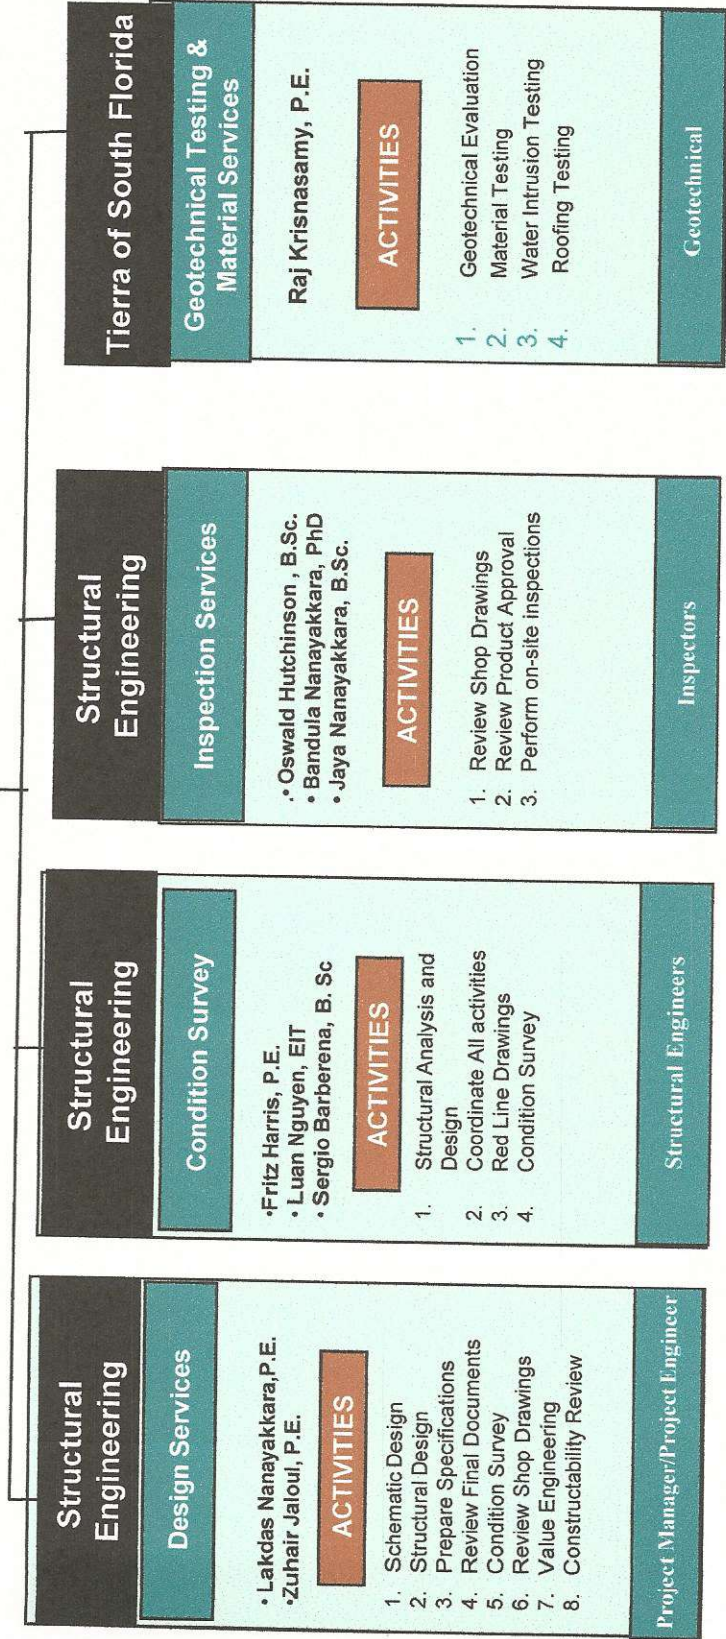 Structural
Engineering
Design Services
• Lakdas Nanayakkara,P.E.
•Zuhair Jaloul, P.E.
ACTIVITIES
1. Schematic Design
2. Structural Design
3. Prepare Specifications
4. Review Final Documents
5. Condition Survey
6. Review Shop Drawings
7. Value Engineering
8. Constructability Review
Project Manager/Project Engineer
Structural
Engineering
Condition Survey
•Fritz Harris, P.E.
• Luan Nguyen, EIT
• Sergio Barberena, B. Sc
ACTIVITIES
1. Structural Analysis and
Design
2. Coordinate All activities
3. Red Line Drawings
4. Condition Survey
Structural Engineers
Structural
Engineering
Inspection Services
.• Oswald Hutchinson , B.Sc.
• Bandula Nanayakkara, PhD
• Jaya Nanayakkara, B.Sc.
ACTIVITIES
1. Review Shop Drawings
2. Review Product Approval
3. Perform on-site inspections
Inspectors
Tierra of South Florida
Geotechnical Testing &
Material Services
Raj Krisnasamy, P.E.
ACTIVITIES
1. Geotechnical Evaluation
2. Material Testing
3. Water Intrusion Testing
4. Roofing Testing
Geotechnical